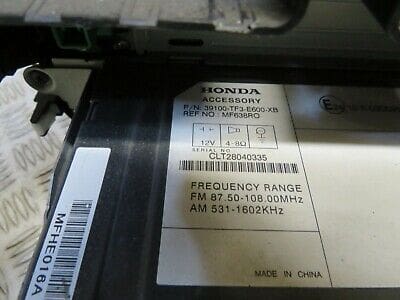 HONDA
ACCESSORY
P/N: 39100-TF3-E600-XB
REF NO : MF638RO
12V 4-8Ω
SERIAL NO
CLT28040335
FREQUENCY RANGE
FM 87.50-108.00MHz
AM 531-1602KHz
MADE IN CHINA
MFHE016A